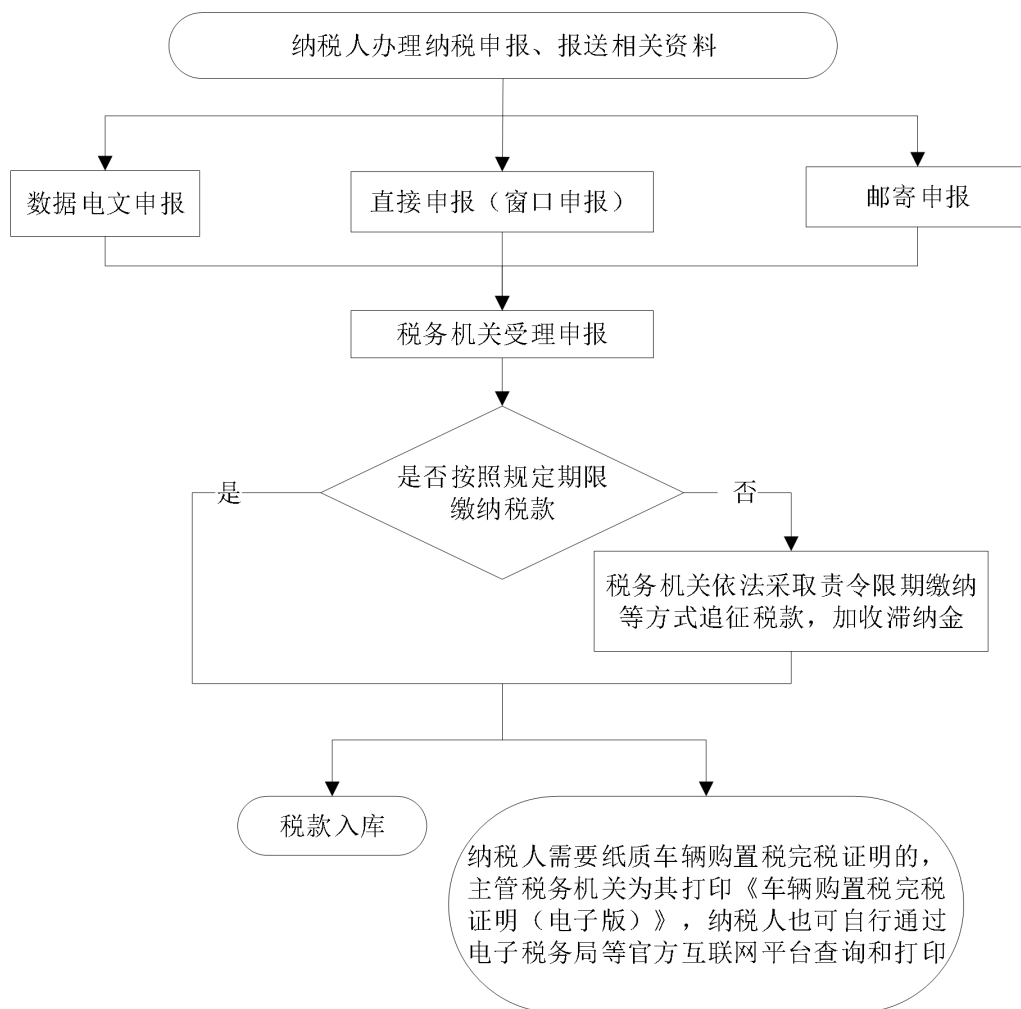 纳税人办理纳税申报、报送相关资料
数据电文申报
直接申报（窗口申报）
邮寄申报
税务机关受理申报
是否按照规定期限
缴纳税款
是
否
税务机关依法采取责令限期缴纳
等方式追征税款，加收滞纳金
税款入库
纳税人需要纸质车辆购置税完税证明的，
主管税务机关为其打印《车辆购置税完税
证明（电子版）》，纳税人也可自行通过
电子税务局等官方互联网平台查询和打印